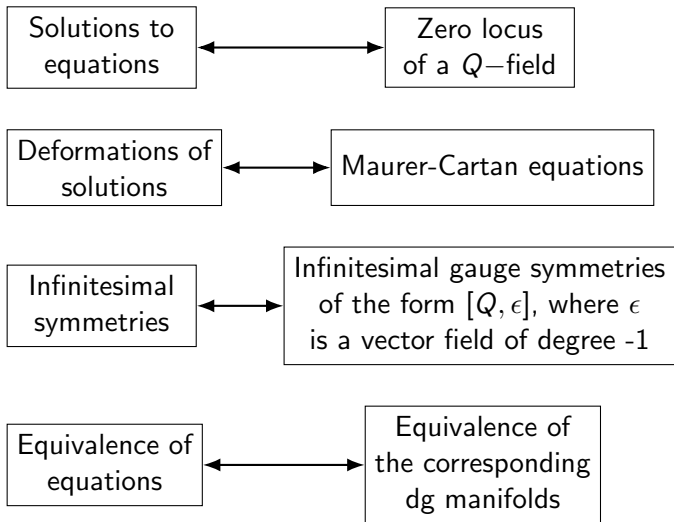 Solutions to
equations
Zero locus
of a Q−field
Deformations of
solutions
Maurer-Cartan equations
Infinitesimal
symmetries
Infinitesimal gauge symmetries
of the form [Q, ϵ], where ϵ
is a vector field of degree -1
Equivalence of
equations
Equivalence of
the corresponding
dg manifolds